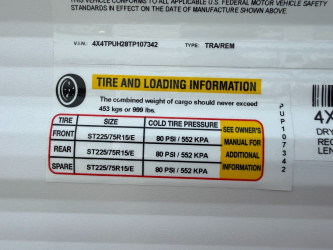 THIS VEHICLE CONFORMS TO ALL APPLICABLE U.S. FEDERAL MOTOR VEHICLE SAFETY
STANDARDS IN EFFECT ON THE DATE OF MANUFACTURE SHOWN ABOVE.
V.I.N.: 4X4TPUH28TP107342 TYPE: TRA/REM
TIRE AND LOADING INFORMATION
The combined weight of cargo should never exceed
453 kgs or 999 lbs.
TIRE SIZE COLD TIRE PRESSURE
FRONT ST225/75R15/E 80 PSI / 552 KPA
REAR ST225/75R15/E 80 PSI / 552 KPA
SPARE ST225/75R15/E 80 PSI / 552 KPA
SEE OWNER'S
MANUAL FOR
ADDITIONAL
INFORMATION
PUP107342
4X
DRY
REC
LEN